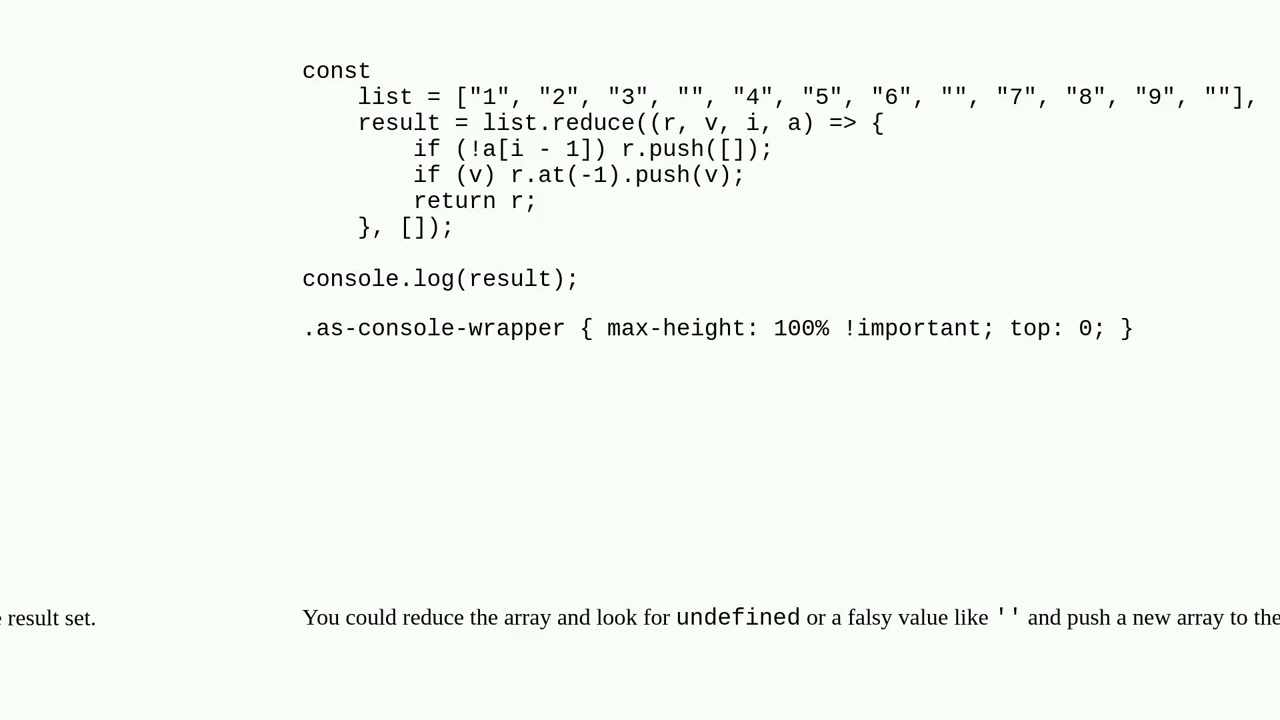 const
    list = ["1", "2", "3", "", "4", "5", "6", "", "7", "8", "9", ""],
    result = list.reduce((r, v, i, a) => {
        if (!a[i - 1]) r.push([]);
        if (v) r.at(-1).push(v);
        return r;
    }, []);
console.log(result);
.as-console-wrapper { max-height: 100% !important; top: 0; }
result set.
You could reduce the array and look for undefined or a falsy value like '' and push a new array to the